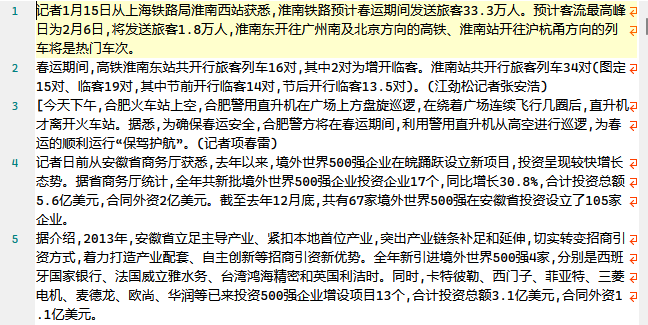 1 记者1月15日从上海铁路局淮南西站获悉,淮南铁路预计春运期间发送旅客33.3万人。预计客流最高峰
日为2月6日,将发送旅客1.8万人,淮南东开往广州南及北京方向的高铁、淮南站开往沪杭甬方向的列
车将是热门车次。
2 春运期间,高铁淮南东站共开行旅客列车16对,其中2对为增开临客。淮南站共开行旅客列车34对(图定
15对、临客19对,其中节前开行临客14对,节后开行临客13.5对)。(江劲松记者张安浩)
3 [今天下午,合肥火车站上空,合肥警用直升机在广场上方盘旋巡逻,在绕着广场连续飞行几圈后,直升机
才离开火车站。据悉,为确保春运安全,合肥警方将在春运期间,利用警用直升机从高空进行巡逻,为春
运的顺利运行“保驾护航”。(记者项春雷)
4 记者日前从安徽省商务厅获悉,去年以来,境外世界500强企业在皖踊跃设立新项目,投资呈现较快增长
态势。据省商务厅统计,全年共新批境外世界500强企业投资企业17个,同比增长30.8%,合计投资总额
5.6亿美元,合同外资2亿美元。截至去年12月底,共有67家境外世界500强在安徽省投资设立了105家
企业。
5 据介绍,2013年,安徽省立足主导产业、紧扣本地首位产业,突出产业链条补足和延伸,切实转变招商引
资方式,着力打造产业配套、自主创新等招商引资新优势。全年新引进境外世界500强4家,分别是西班
牙国家银行、法国威立雅水务、台湾鸿海精密和英国利洁时。同时,卡特彼勒、西门子、菲亚特、三菱
电机、麦德龙、欧尚、华润等已来投资500强企业增设项目13个,合计投资总额3.1亿美元,合同外资1
.1亿美元。